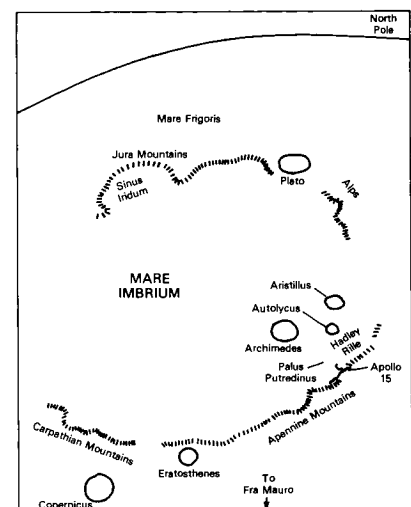 North
Pole
Mare Frigoris
Jura Mountains
Sinus
Iridum
Plato
Alps
MARE
IMBRIUM
Aristillus
Autolycus
Archimedes
Hadley
Rille
Palus
Putredinus
Apollo
15
Apennine Mountains
Carpathian Mountains
Eratosthenes
Copernicus
To
Fra Mauro